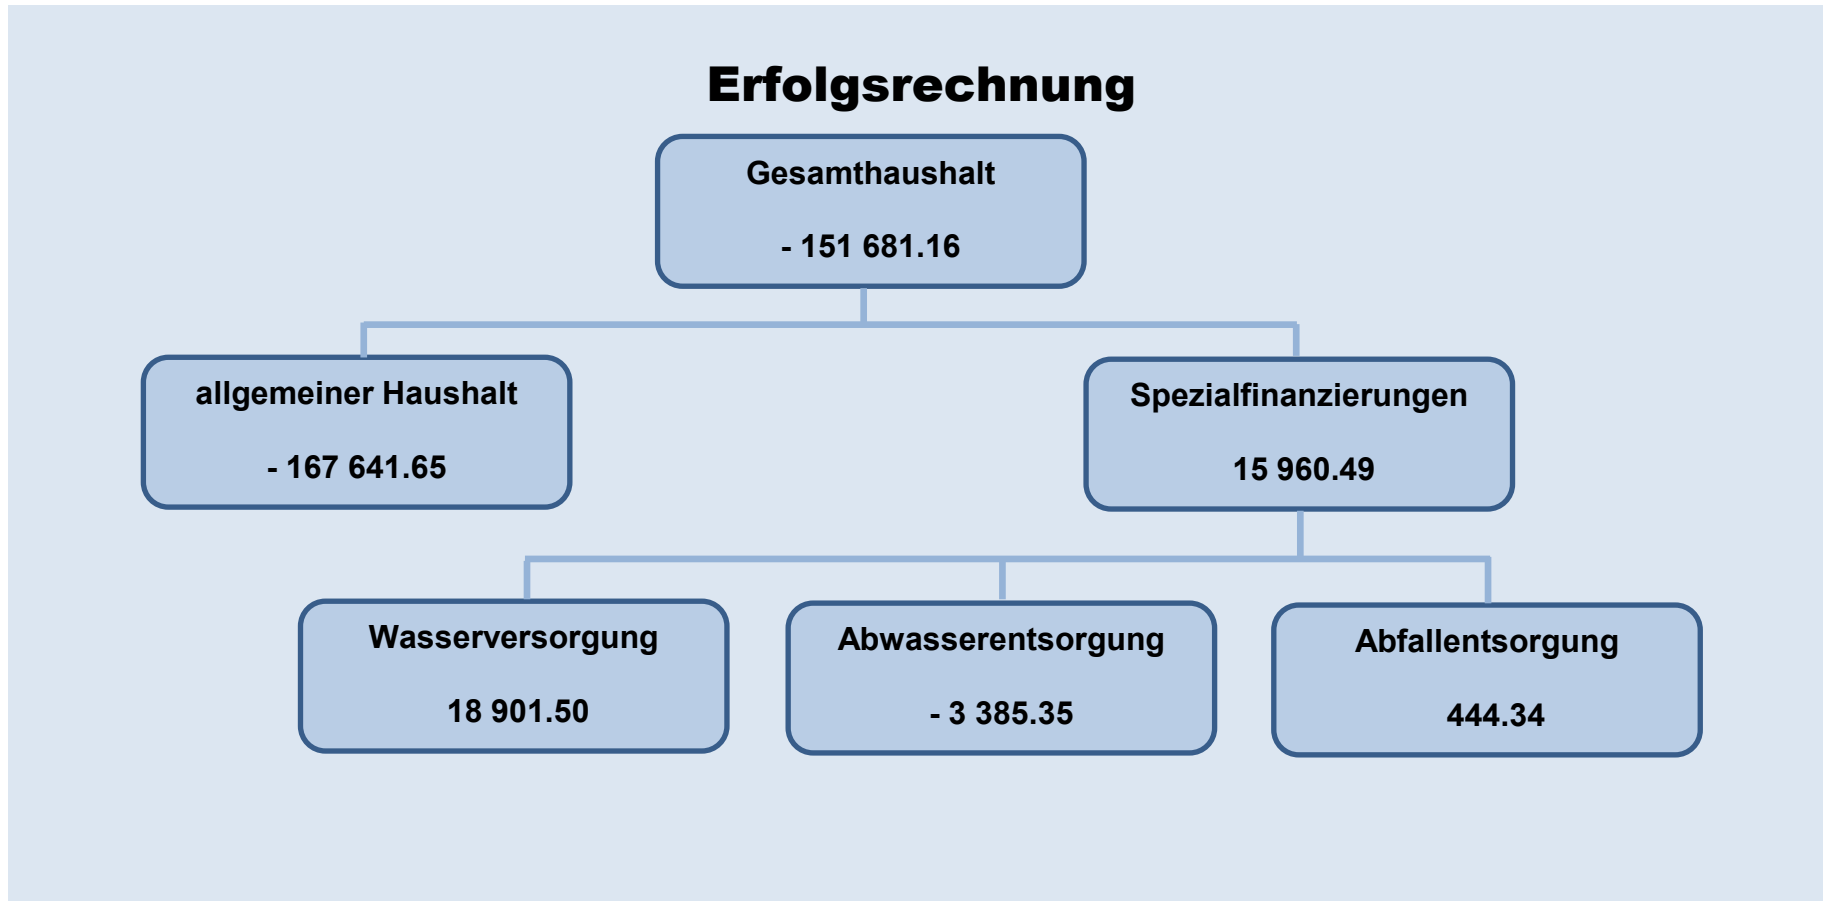 Erfolgsrechnung
Gesamthaushalt
- 151 681.16
allgemeiner Haushalt
- 167 641.65
Spezialfinanzierungen
15 960.49
Wasserversorgung
18 901.50
Abwasserentsorgung
- 3 385.35
Abfallentsorgung
444.34